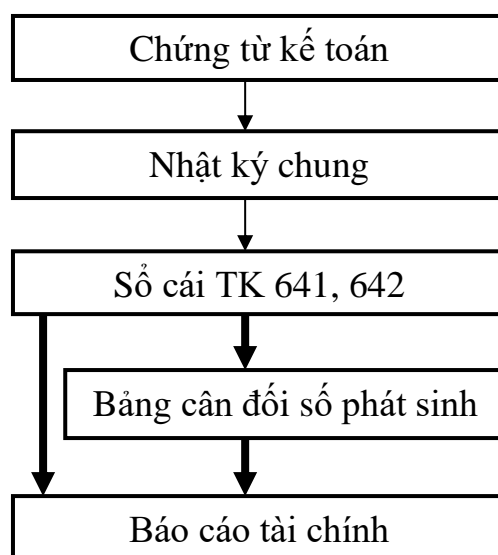 Chứng từ kế toán
Nhật ký chung
Sổ cái TK 641, 642
Bảng cân đối số phát sinh
Báo cáo tài chính